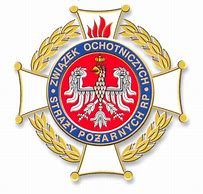 ZWIĄZEK OCHOTNICZYCH
STRAŻY POŻARNYCH RP